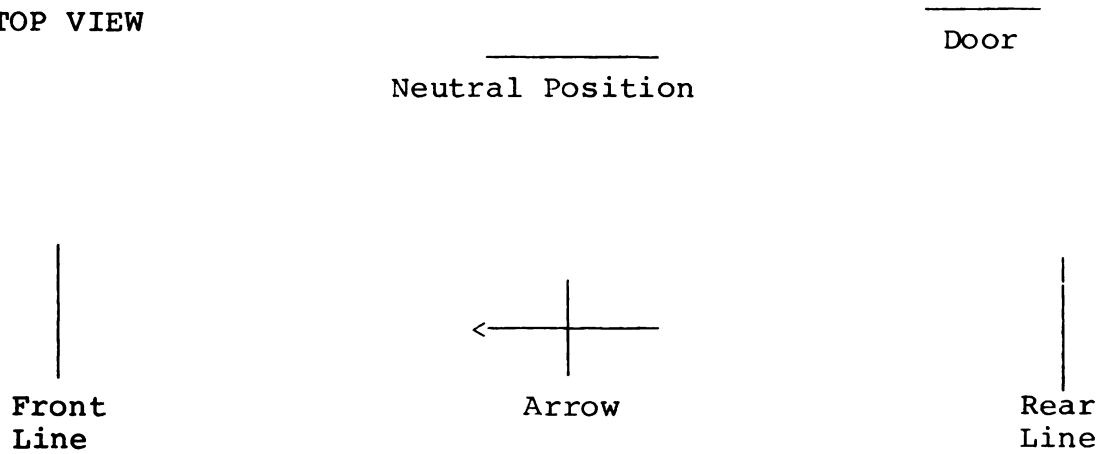 TOP VIEW
Door
Neutral Position
Front
Line
Arrow
Rear
Line